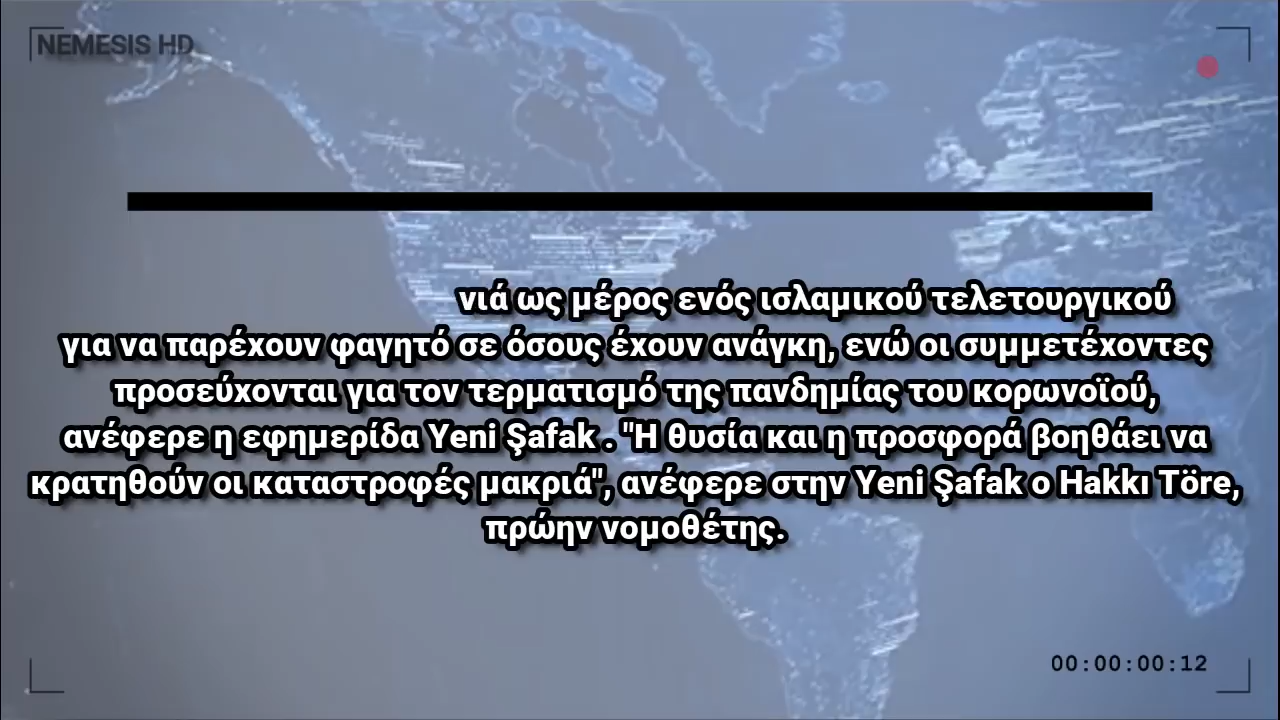 NEMESIS HD
νιά ως μέρος ενός ισλαμικού τελετουργικού
για να παρέχουν φαγητό σε όσους έχουν ανάγκη, ενώ οι συμμετέχοντες
προσεύχονται για τον τερματισμό της πανδημίας του κορωνοϊού,
ανέφερε η εφημερίδα Yeni Şafak . "Η θυσία και η προσφορά βοηθάει να
κρατηθούν οι καταστροφές μακριά", ανέφερε στην Yeni Şafak ο Hakkı Töre,
πρώην νομοθέτης.
00:00:00:12